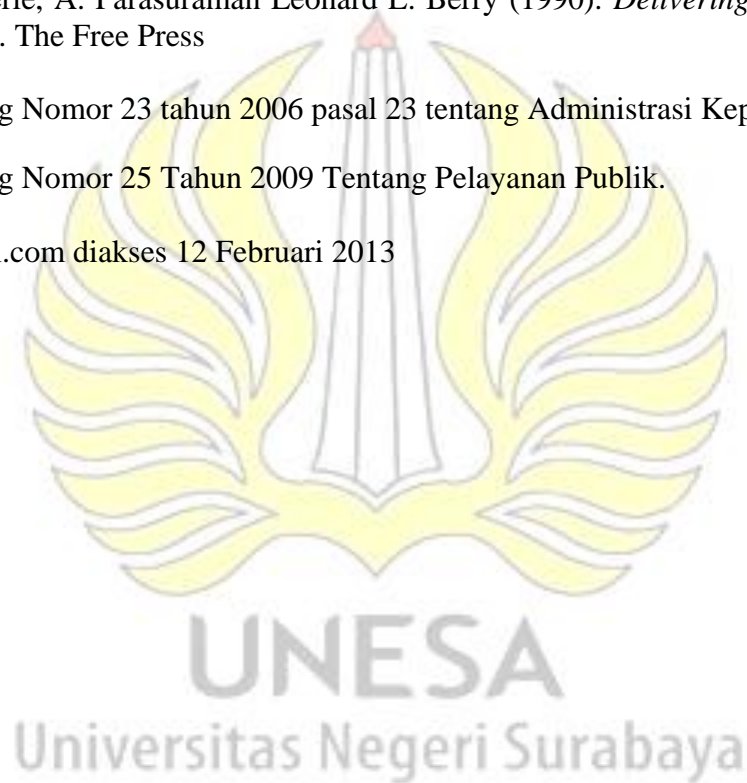 A. Parasuraman Leonard L. Berry (1990). Delivering
. The Free Press
g Nomor 23 tahun 2006 pasal 23 tentang Administrasi Kep
g Nomor 25 Tahun 2009 Tentang Pelayanan Publik.
.com diakses 12 Februari 2013
UNESA
Universitas Negeri Surabaya